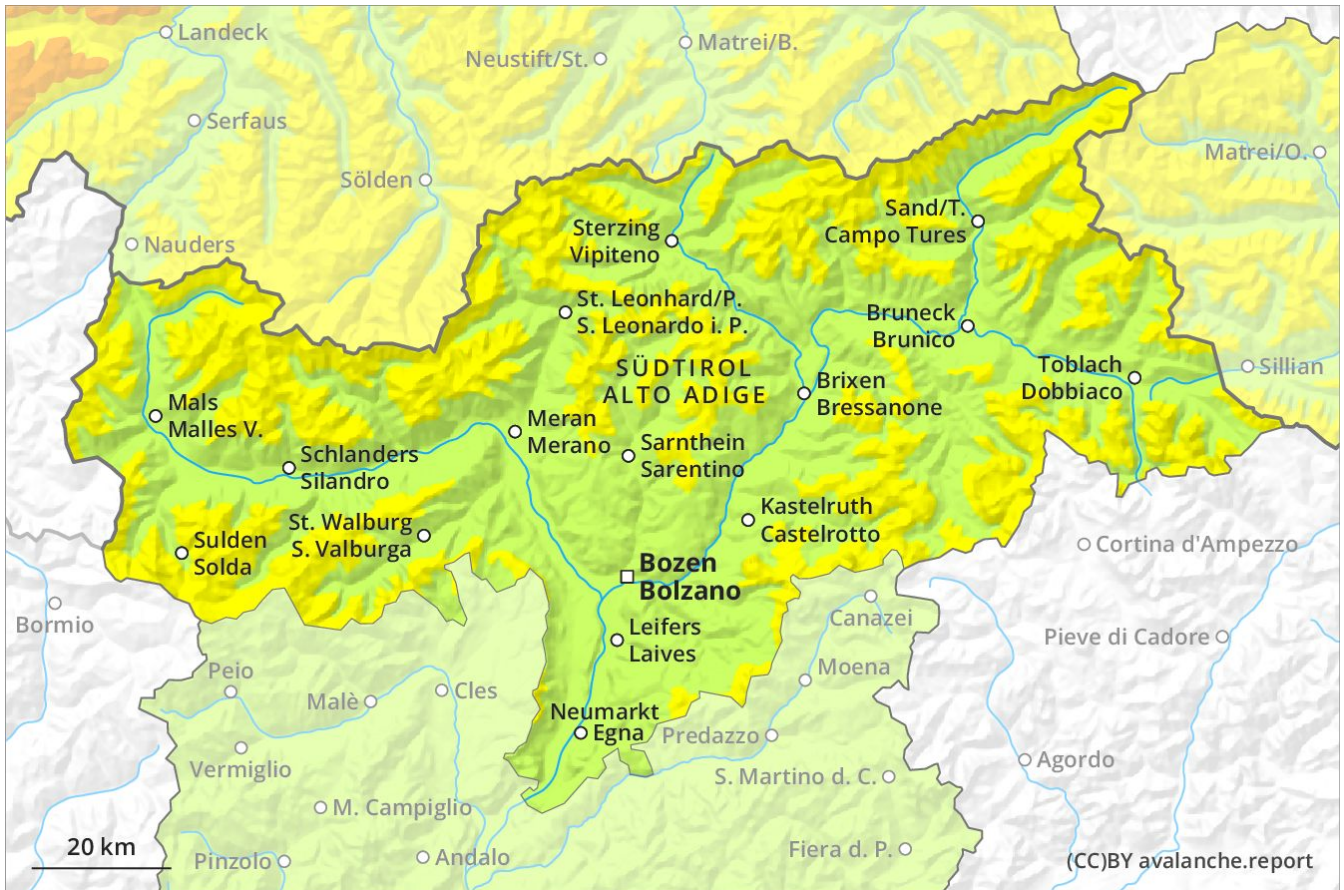 Landeck
Matrei/B.
Neustift/St.
Serfaus
Matrei/O.
Sölden
Sand/T.
Campo Tures
Sterzing
Vipiteno
Nauders
St. Leonhard/P.
S. Leonardo i. P.
Bruneck
Brunico
SÜDTIROL
ALTO ADIGE
Toblach
Dobbiaco
Sillian
Brixen
Bressanone
Mals
Malles V.
Meran
Merano
Sarnthein
Sarentino
Schlanders
Silandro
Kastelruth
Castelrotto
St. Walburg
S. Valburga
Sulden
Solda
Cortina d'Ampezzo
Bozen
Bolzano
Bormio
Canazei
Leifers
Laives
Pieve di Cadore
Peio
Moena
Malè
Cles
Neumarkt
Egna
Predazzo
Vermiglio
Agordo
S. Martino d. C.
M. Campiglio
20 km
Pinzolo
Andalo
Fiera d. P.
(CC)BY avalanche.report